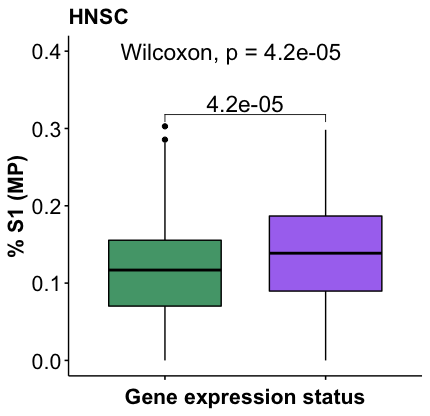 HNSC
Wilcoxon, p = 4.2e-05
4.2e-05
0.4
0.3
0.2
0.1
0.0
% S1 (MP)
Gene expression status